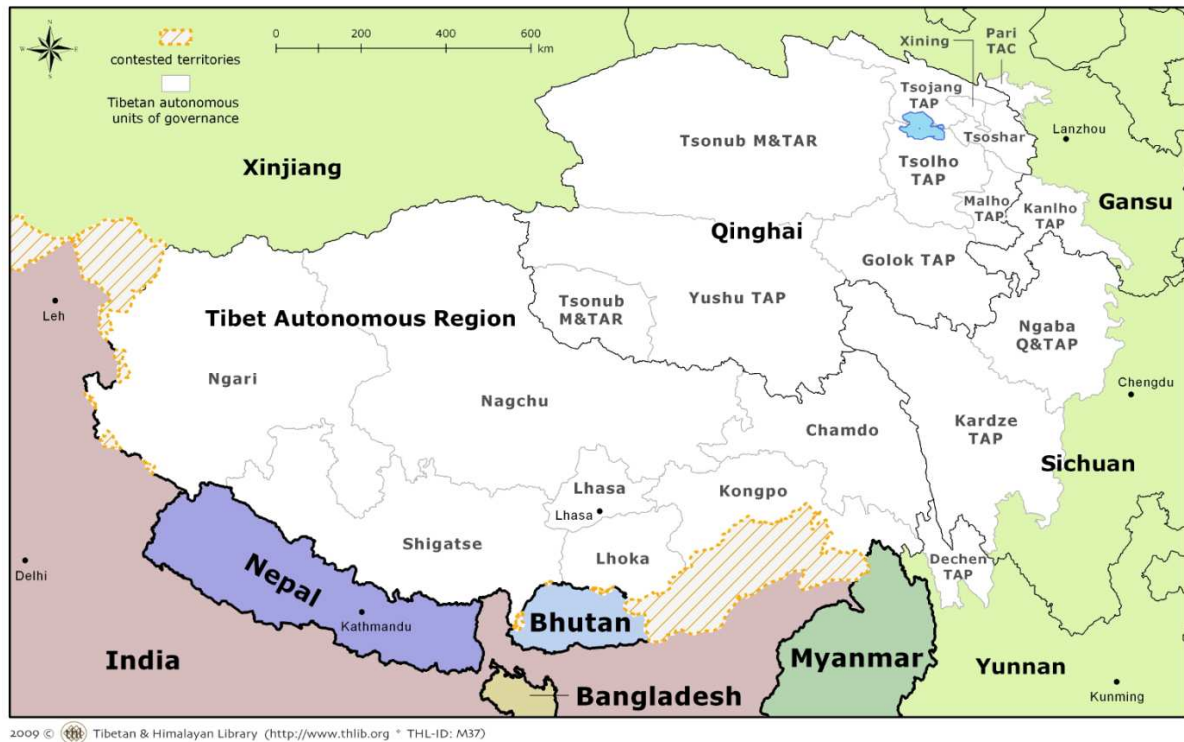 N
W
E
S
0 200 400 600
km
contested territories
Tibetan autonomous
units of governance
Xining
Pari
TAC
Tsojang
TAP
Tsonub M&TAR
Tsoshar
Lanzhou
Tsolho
TAP
Xinjiang
Malho
TAP
Kanlho
TAP
Gansu
Qinghai
Golok TAP
Leh
Tibet Autonomous Region
Tsonub
M&TAR
Yushu TAP
Ngaba
Q&TAP
Ngari
Nagchu
Chengdu
Chamdo
Kardze
TAP
Sichuan
Lhasa
Lhasa
Kongpo
Shigatse
Lhoka
Dechen
TAP
Delhi
Nepal
Kathmandu
Bhutan
India
Myanmar
Yunnan
Bangladesh
Kunming
2009 © thl Tibetan & Himalayan Library (http://www.thlib.org * THL-ID: M37)